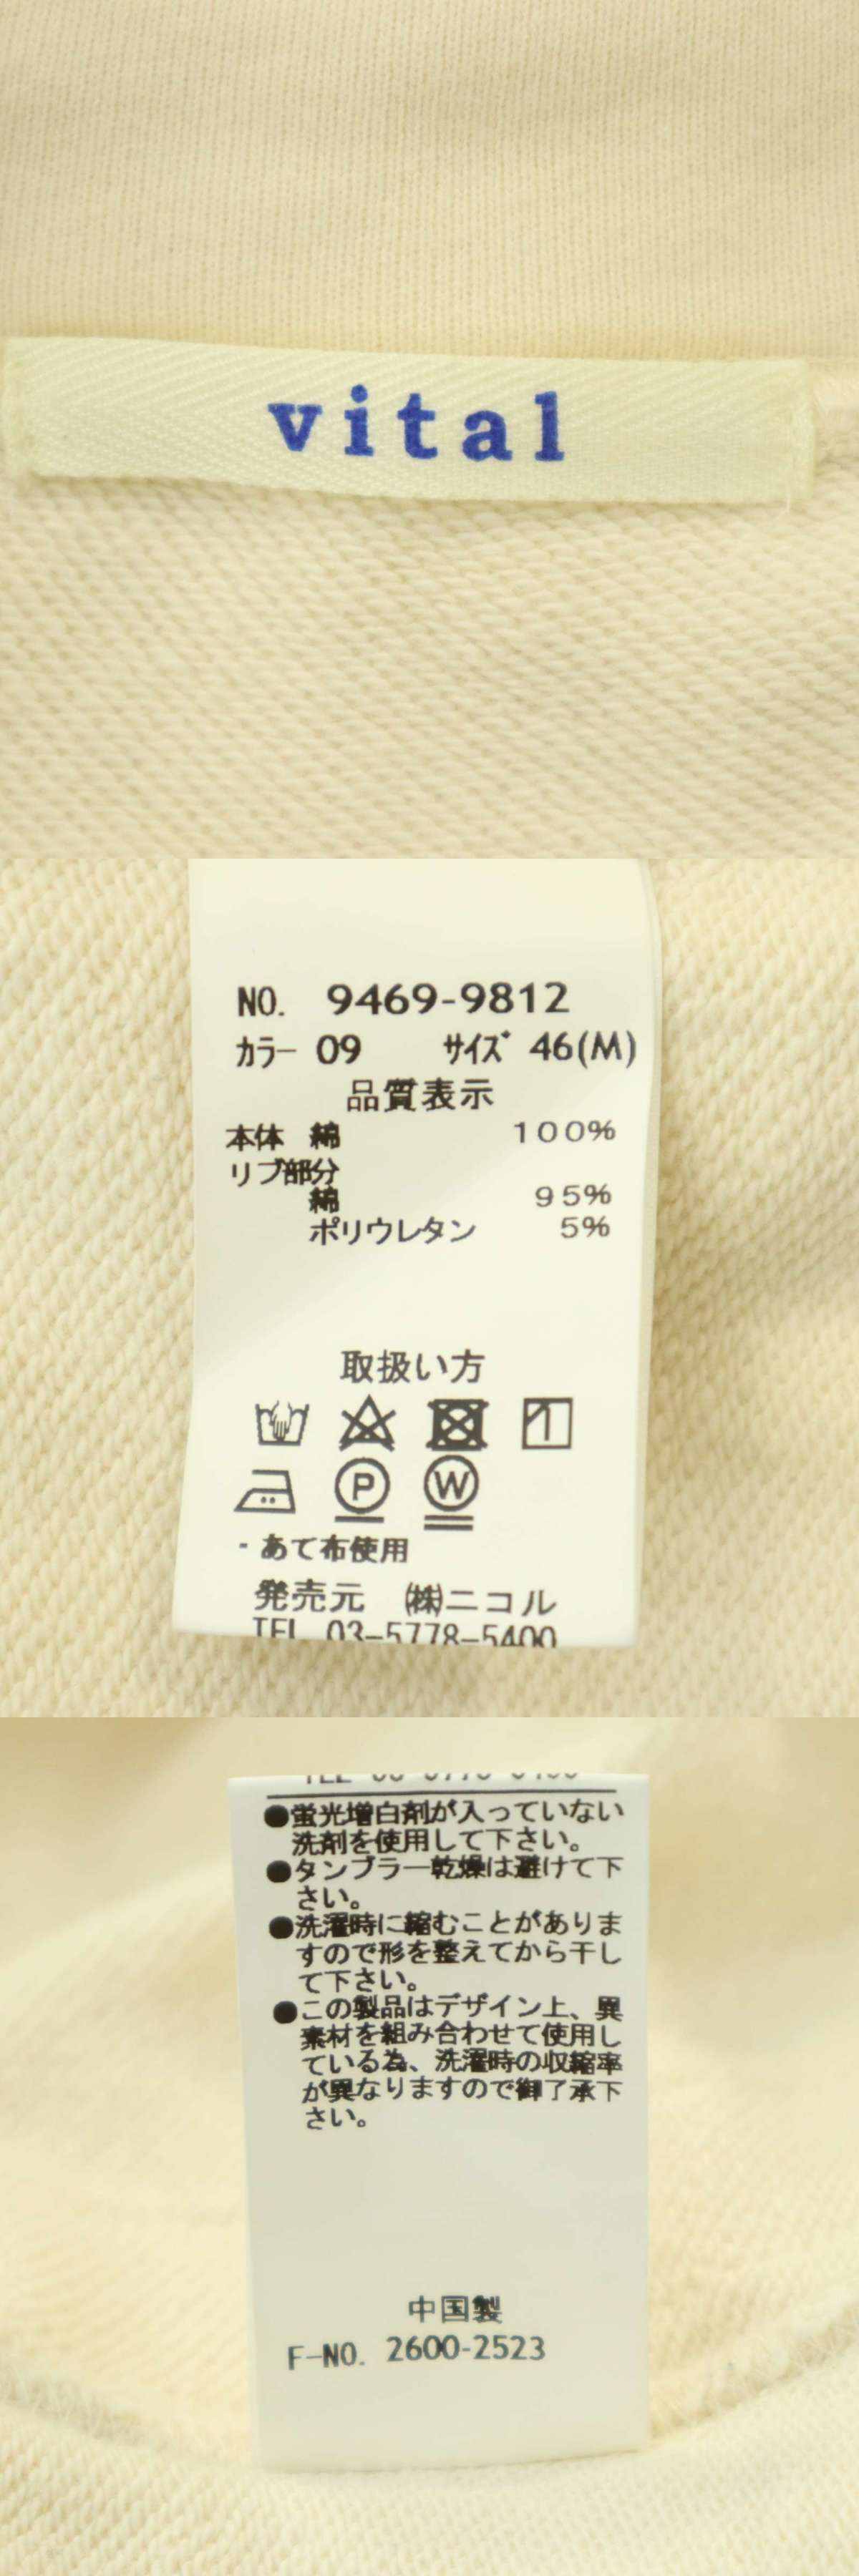 vital
NO. 9469-9812
カラー 09 サイズ 46(M)
品質表示
本体 綿 100%
リブ部分
綿 95%
ポリウレタン 5%
取扱い方
P W
・あて布使用
発売元 ㈱ニコル
TEL 03-5778-5400
●蛍光増白剤が入っていない
洗剤を使用して下さい。
●タンブラー乾燥は避けて下
さい。
●洗濯時に縮むことがありま
すので形を整えてから干し
て下さい。
●この製品はデザイン上、異
素材を組み合わせて使用し
ている為、洗濯時の収縮率
が異なりますので御了承下
さい。
中国製
F-NO. 2600-2523